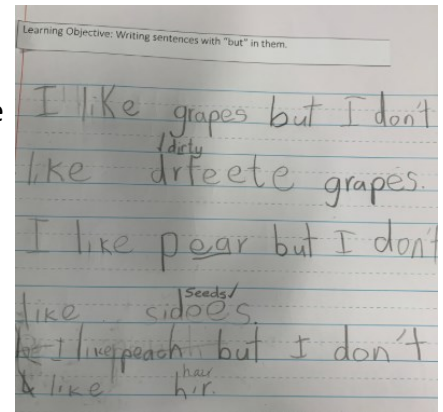 Learning Objective: Writing sentences with "but" in them.
e
I like grapes but I don't
/dirty
like drfeete grapes.
I like pear but I don't
/Seeds/
like sidoes.
I like peach but I don't
hair
& like hir.